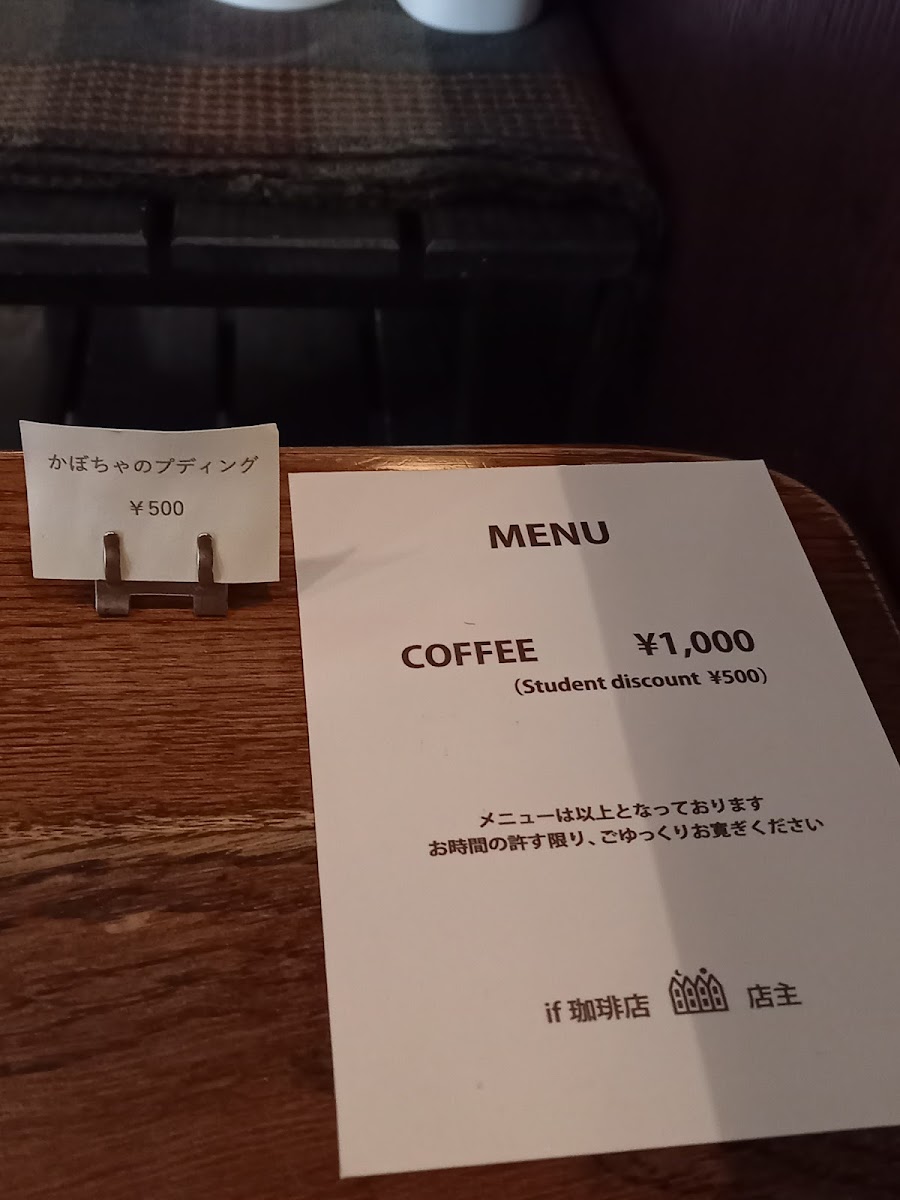 かぼちゃのプディング
¥500
MENU
COFFEE ¥1,000
(Student discount ¥500)
メニューは以上となっております
お時間の許す限り、ごゆっくりお寛ぎください
if 珈琲店 店主